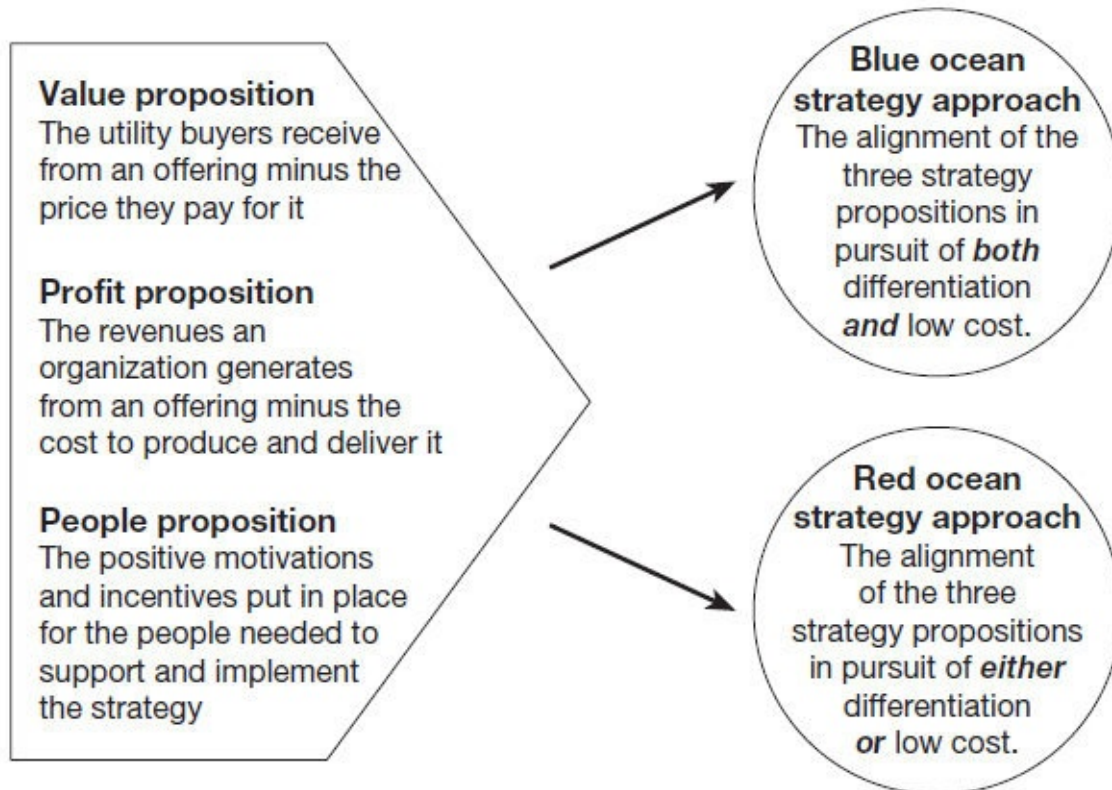 Value proposition
The utility buyers receive
from an offering minus the
price they pay for it
Profit proposition
The revenues an
organization generates
from an offering minus the
cost to produce and deliver it
People proposition
The positive motivations
and incentives put in place
for the people needed to
support and implement
the strategy
Blue ocean
strategy approach
The alignment of the
three strategy
propositions in
pursuit of both
differentiation
and low cost.
Red ocean
strategy approach
The alignment
of the three
strategy propositions
in pursuit of either
differentiation
or low cost.